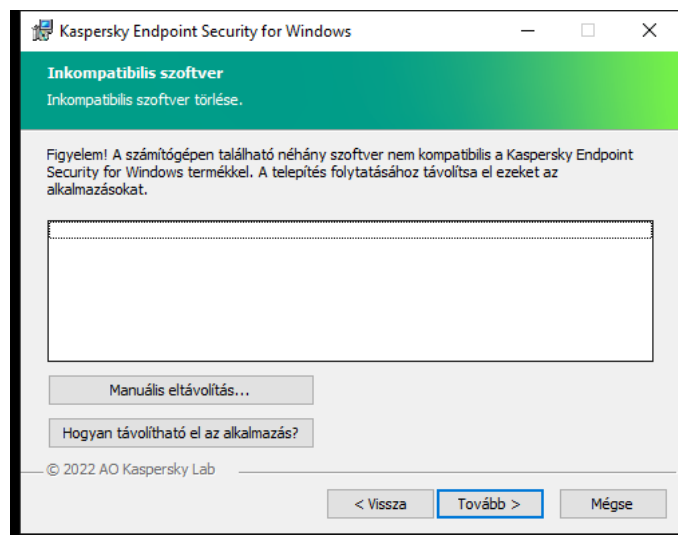 Kaspersky Endpoint Security for Windows
Inkompatibilis szoftver
Inkompatibilis szoftver törlése.
Figyelem! A számítógépen található néhány szoftver nem kompatibilis a Kaspersky Endpoint
Security for Windows termékkel. A telepítés folytatásához távolítsa el ezeket az
alkalmazásokat.
Manuális eltávolítás...
Hogyan távolítható el az alkalmazás?
© 2022 AO Kaspersky Lab
< Vissza Tovább > Mégse